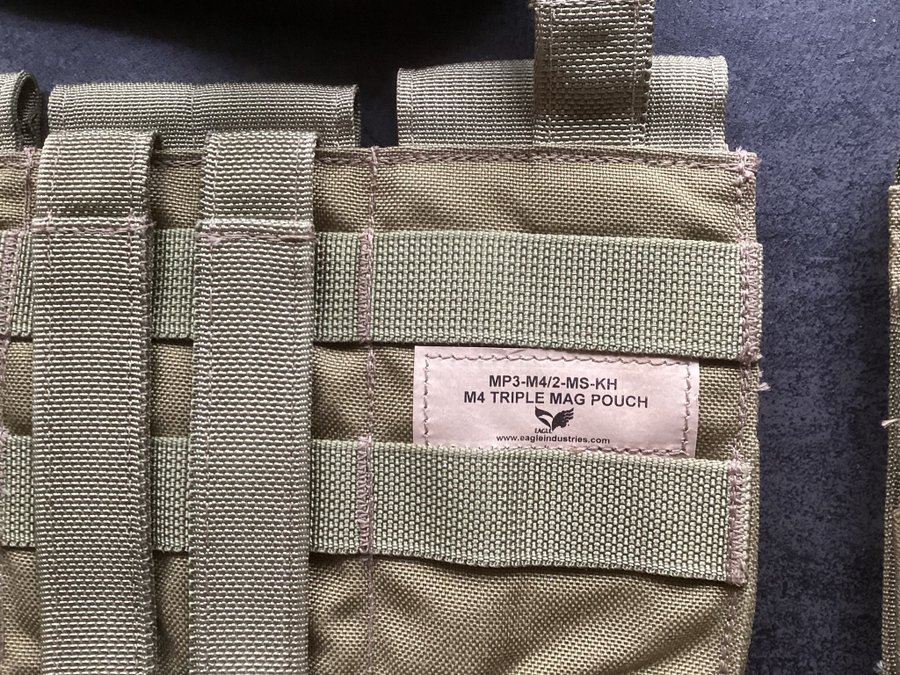 MP3-M4/2-MS-KH
M4 TRIPLE MAG POUCH
EAGLE
www.eagleindustries.com